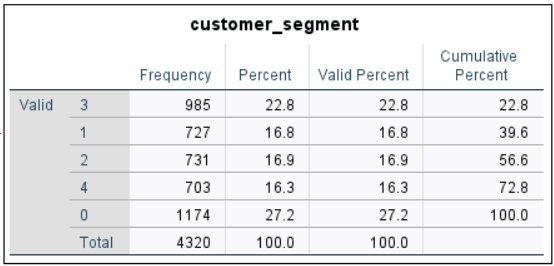 customer_segment
Frequency Percent Valid Percent Cumulative Percent
Valid 3 985 22.8 22.8 22.8
1 727 16.8 16.8 39.6
2 731 16.9 16.9 56.6
4 703 16.3 16.3 72.8
0 1174 27.2 27.2 100.0
Total 4320 100.0 100.0